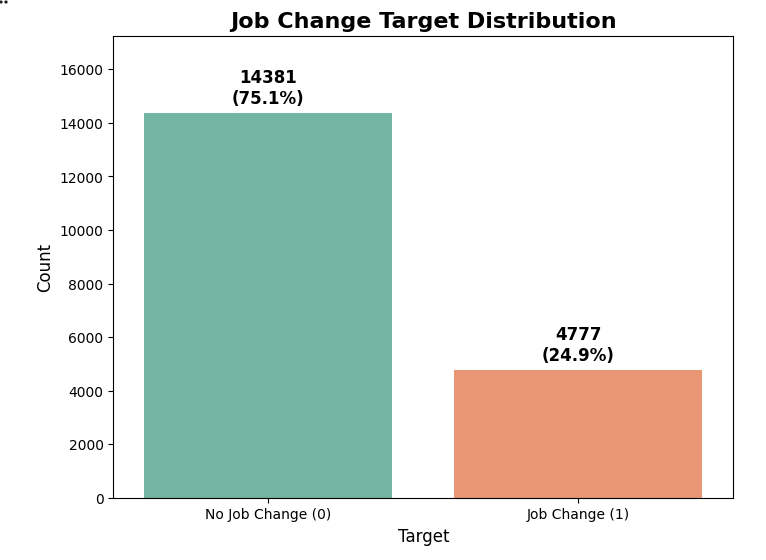 Job Change Target Distribution
16000
14000
12000
10000
8000
6000
4000
2000
0
Count
14381
(75.1%)
4777
(24.9%)
No Job Change (0)
Job Change (1)
Target